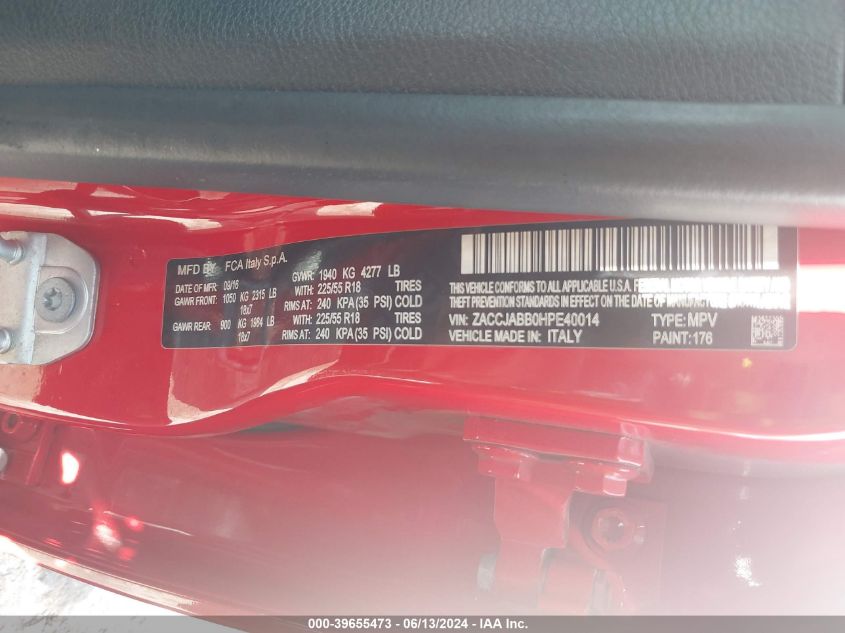 MFD BY: FCA Italy S.p.A.
DATE OF MFR: 09/16 GVWR: 1940 KG 4277 LB
GAWR FRONT: 1050 KG 2315 LB WITH: 225/55 R18 TIRES
18x7 RIMS AT: 240 KPA (35 PSI) COLD
GAWR REAR: 900 KG 1984 LB WITH: 225/55 R18 TIRES
18x7 RIMS AT: 240 KPA (35 PSI) COLD
THIS VEHICLE CONFORMS TO ALL APPLICABLE U.S.A. FEDERAL
THEFT PREVENTION STANDARDS IN EFFECT ON THE DATE OF
VIN: ZACCJABB0HPE40014 TYPE: MPV
VEHICLE MADE IN: ITALY PAINT: 176
000-39655473 - 06/13/2024 - IAA Inc.